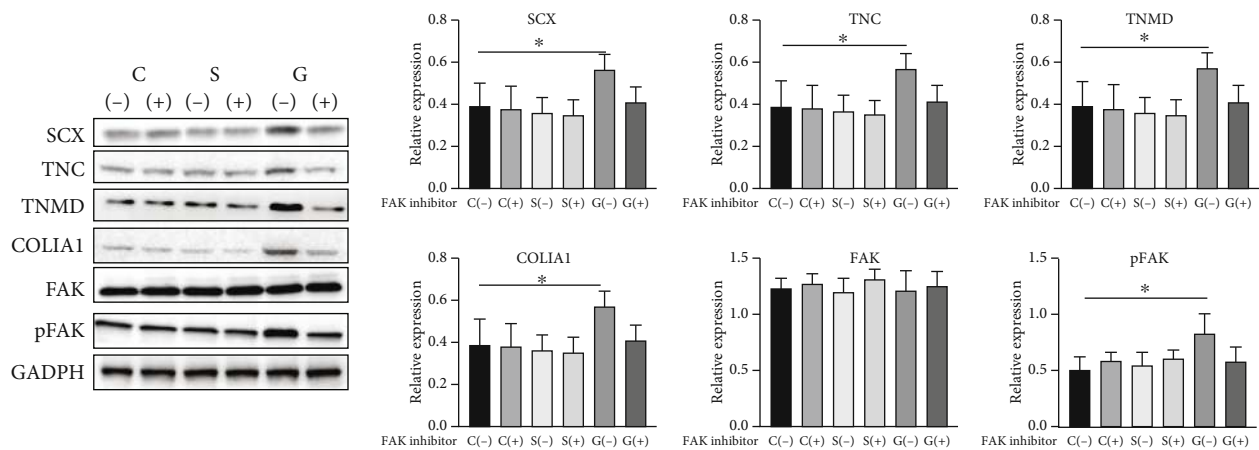 C S G
(−) (+) (−) (+) (−) (+)
SCX
TNC
TNMD
COLIA1
FAK
pFAK
GADPH
SCX
Relative expression
0.8
0.6
0.4
0.2
0.0
*
FAK inhibitor C(−) C(+) S(−) S(+) G(−) G(+)
TNC
Relative expression
0.8
0.6
0.4
0.2
0.0
*
FAK inhibitor C(−) C(+) S(−) S(+) G(−) G(+)
TNMD
Relative expression
0.8
0.6
0.4
0.2
0.0
*
FAK inhibitor C(−) C(+) S(−) S(+) G(−) G(+)
COLIA1
Relative expression
0.8
0.6
0.4
0.2
0.0
*
FAK inhibitor C(−) C(+) S(−) S(+) G(−) G(+)
FAK
Relative expression
1.5
1.0
0.5
0.0
FAK inhibitor C(−) C(+) S(−) S(+) G(−) G(+)
pFAK
Relative expression
1.5
1.0
0.5
0.0
*
FAK inhibitor C(−) C(+) S(−) S(+) G(−) G(+)